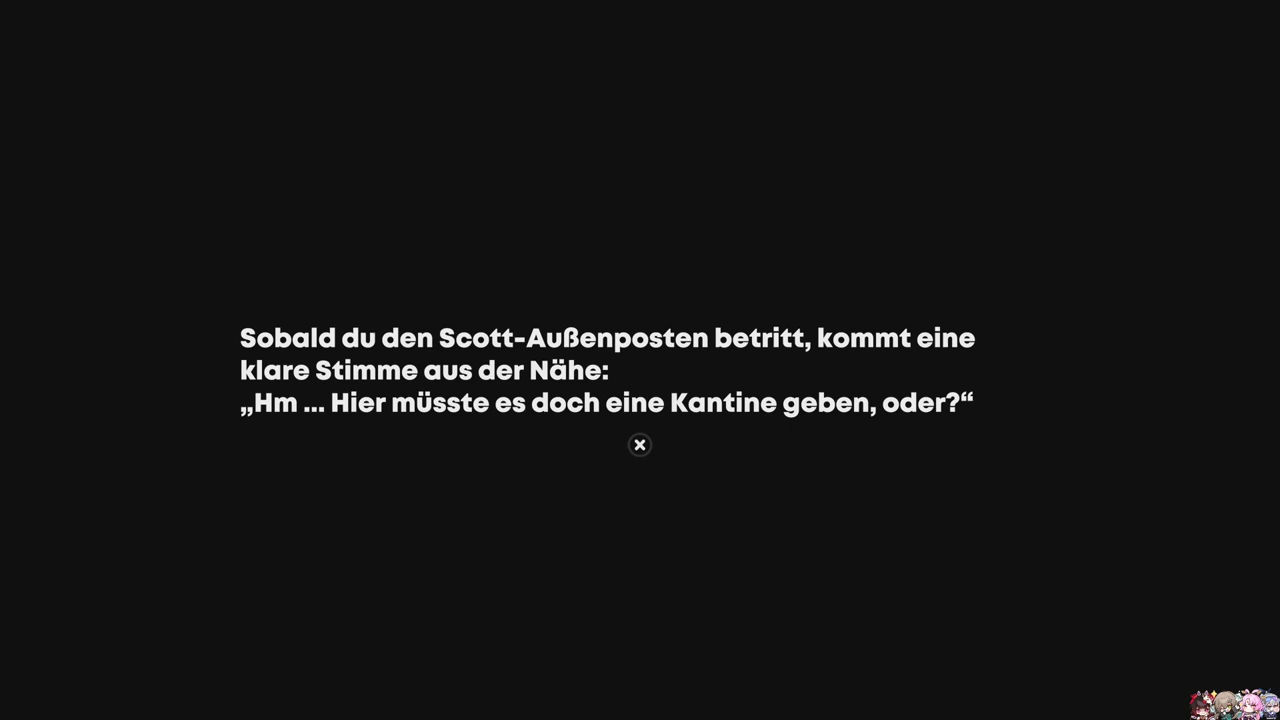 Sobald du den Scott-Außenposten betritt, kommt eine
klare Stimme aus der Nähe:
„Hm ... Hier müsste es doch eine Kantine geben, oder?“